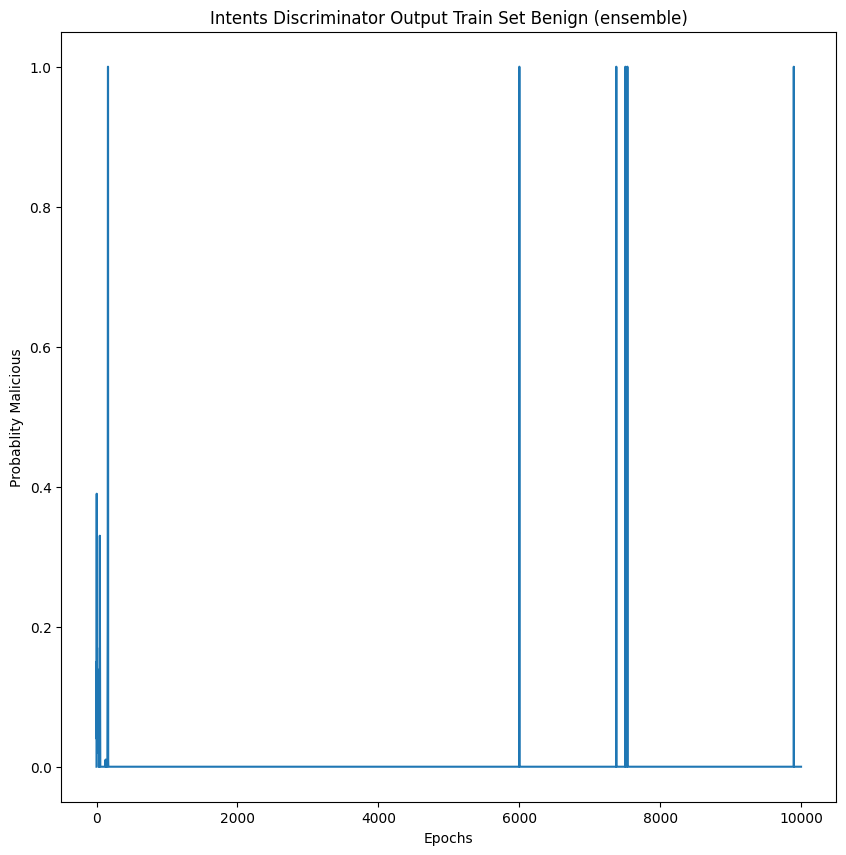 Intents Discriminator Output Train Set Benign (ensemble)
1.0
0.8
0.6
0.4
0.2
0.0
Probablity Malicious
0 2000 4000 6000 8000 10000
Epochs